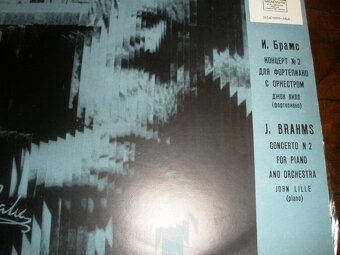 И. Брамс
КОНЦЕРТ № 2
ДЛЯ ФОРТЕПИАНО
С ОРКЕСТРОМ
ДЖОН ЛИЛЛ
(фортепиано)
J. BRAHMS
CONCERTO N 2
FOR PIANO
AND ORCHESTRA
JOHN LILLE
(piano)